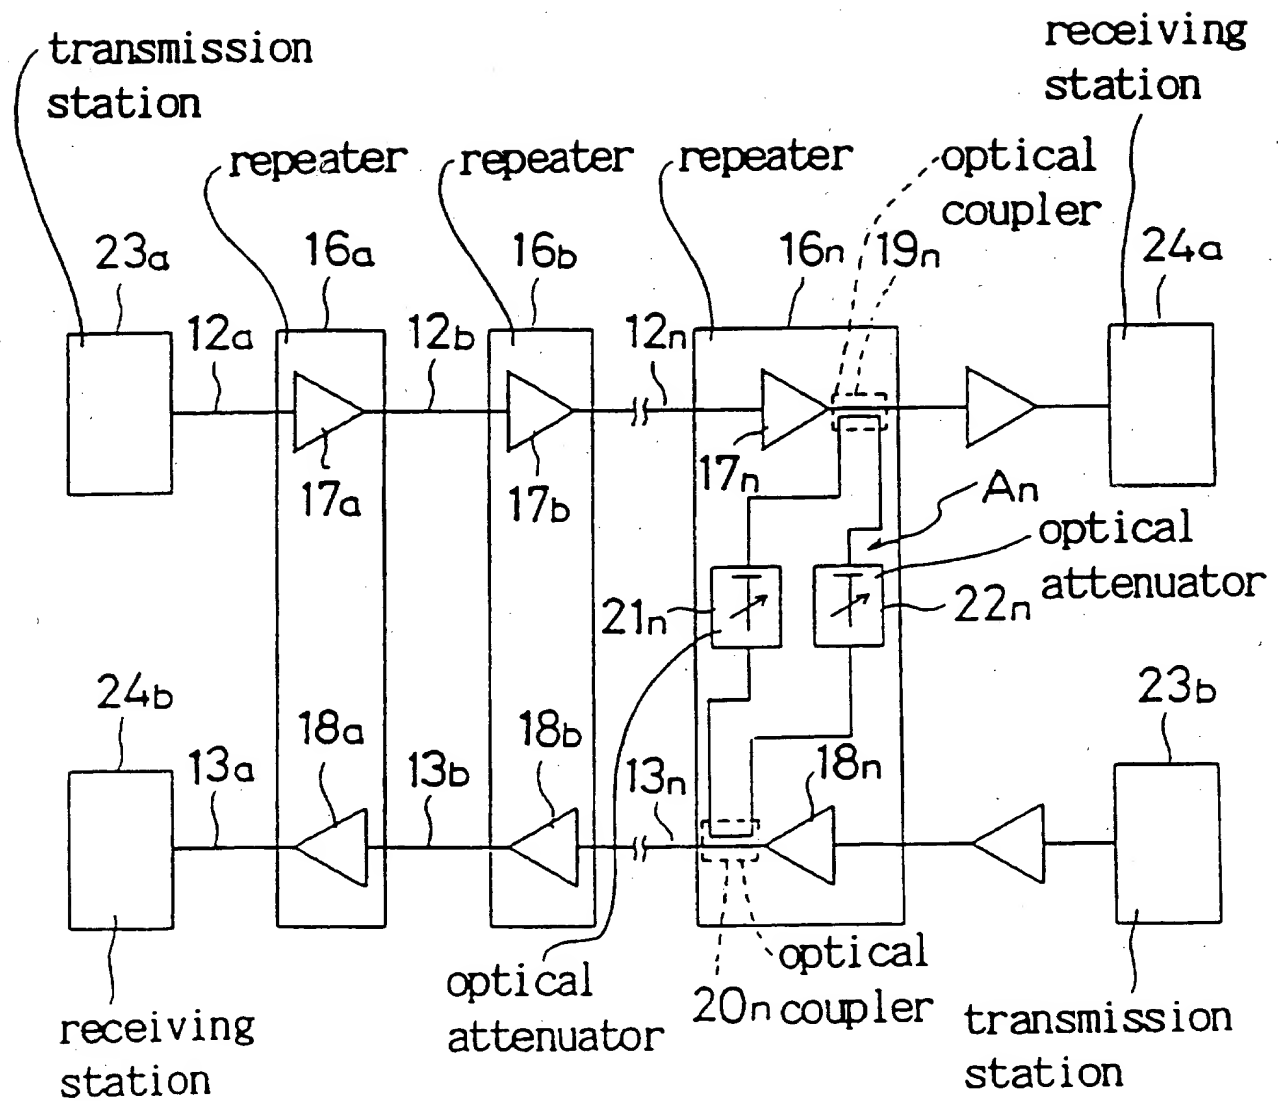 transmission
station
receiving
station
repeater
repeater
repeater
optical
coupler
23a
16a
16b
16n
19n
24a
12a
12b
12n
17a
17b
17n
An
optical
attenuator
21n
22n
24b
18a
18b
18n
23b
13a
13b
13n
optical
attenuator
optical
coupler
20n
receiving
station
transmission
station